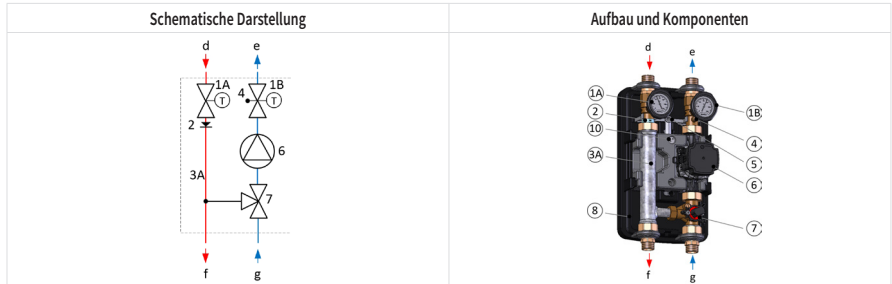 Schematische Darstellung
Aufbau und Komponenten
d e
1A 1B
T 4 T
2
6
3A
7
f g
d e
1A 1B
2 4
10 5
3A 6
8 7
f g